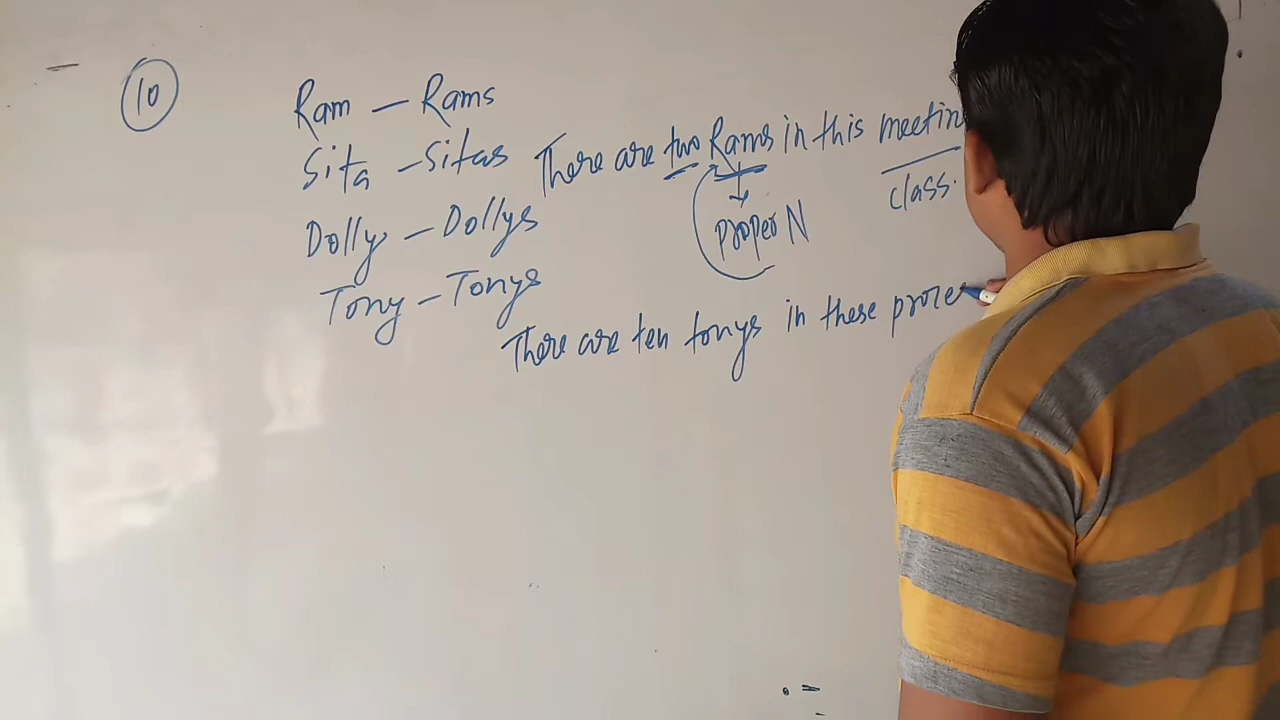 10
Ram – Rams
Sita – Sitas
Dolly – Dollys
Tony – Tonys
There are two Rams in this meetin
class.
proper N
There are ten tonys in these proce